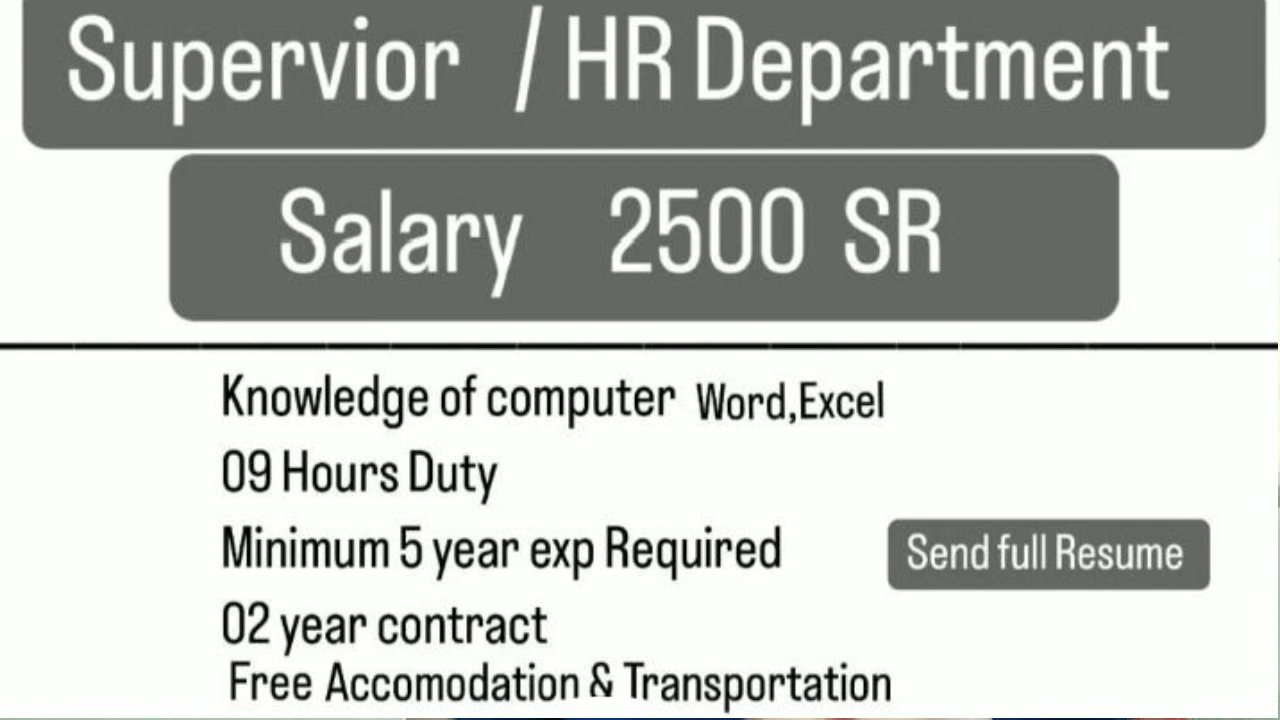 Supervior / HR Department
Salary 2500 SR
Knowledge of computer Word,Excel
09 Hours Duty
Minimum 5 year exp Required
Send full Resume
02 year contract
Free Accomodation & Transportation